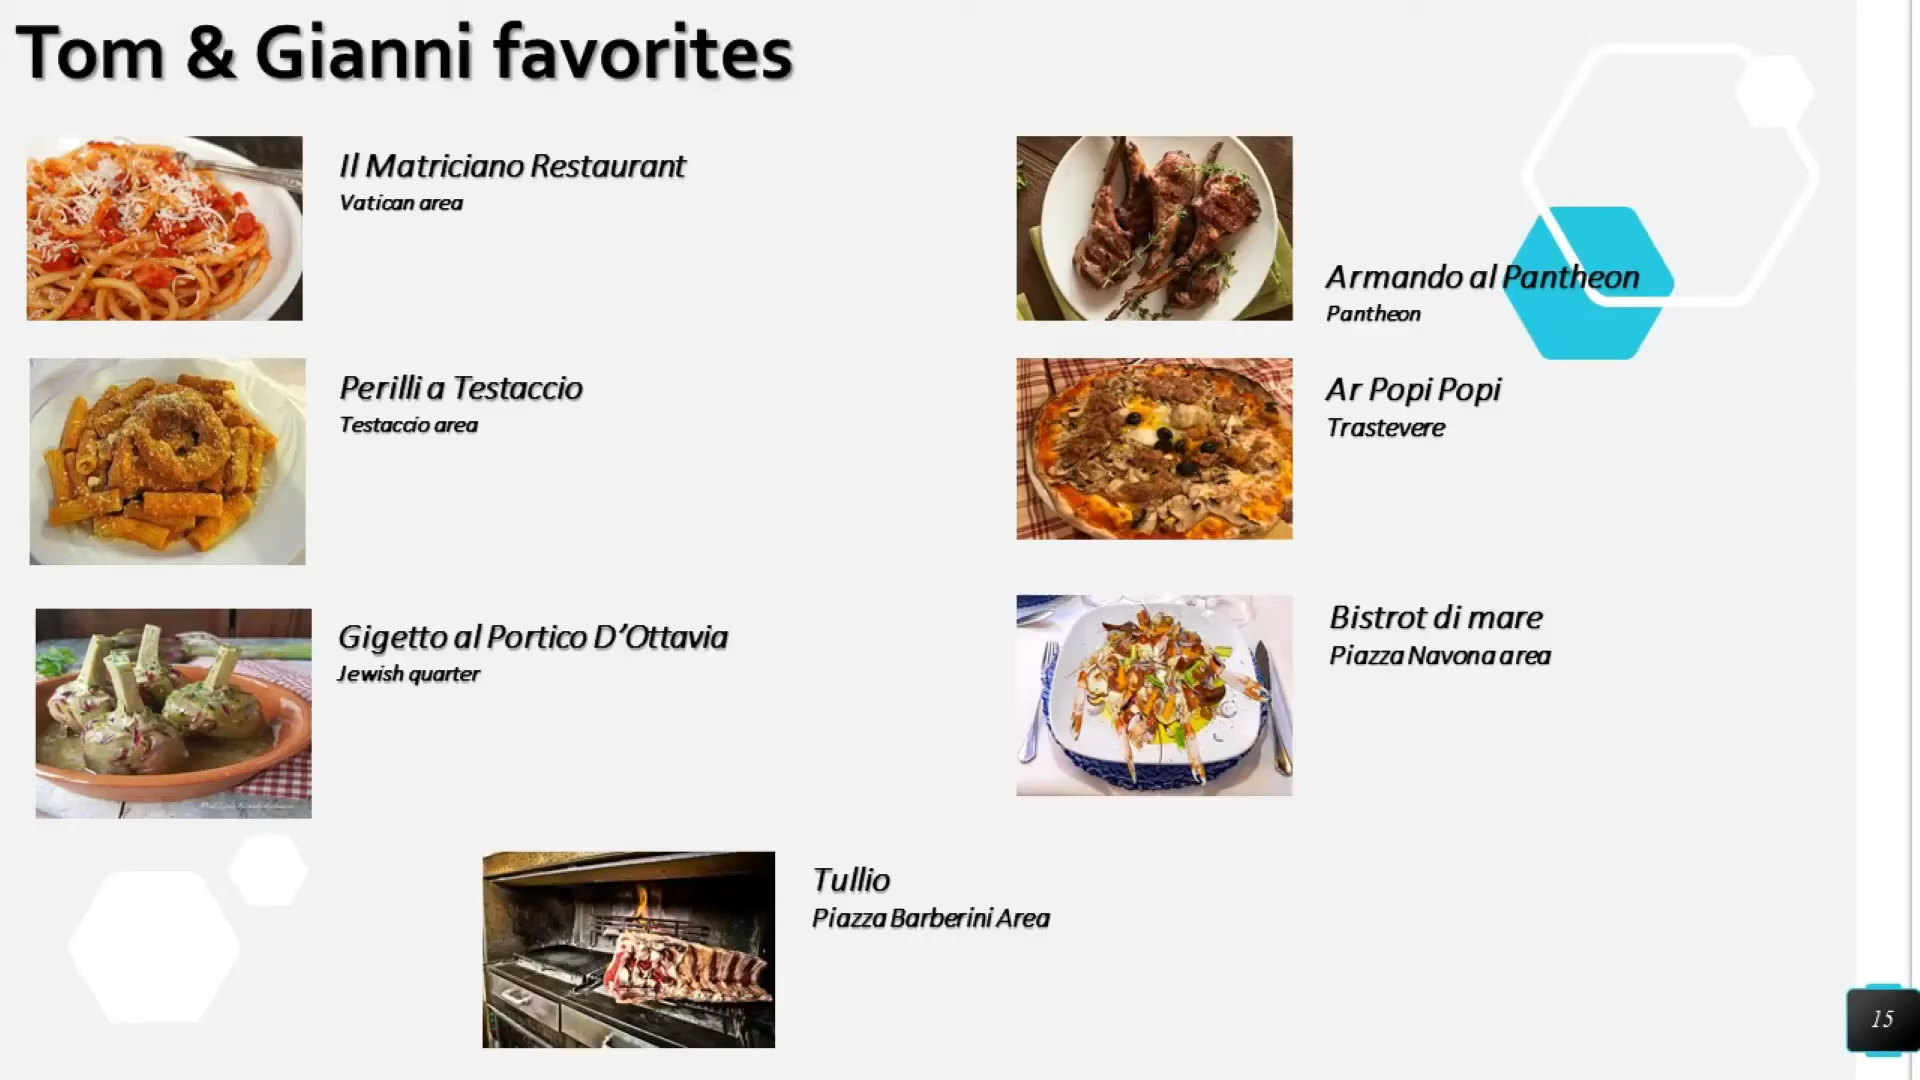 Tom & Gianni favorites
Il Matriciano Restaurant
Vatican area
Perilli a Testaccio
Testaccio area
Gigetto al Portico D’Ottavia
Jewish quarter
Armando al Pantheon
Pantheon
Ar Popi Popi
Trastevere
Bistrot di mare
Piazza Navona area
Tullio
Piazza Barberini Area
15